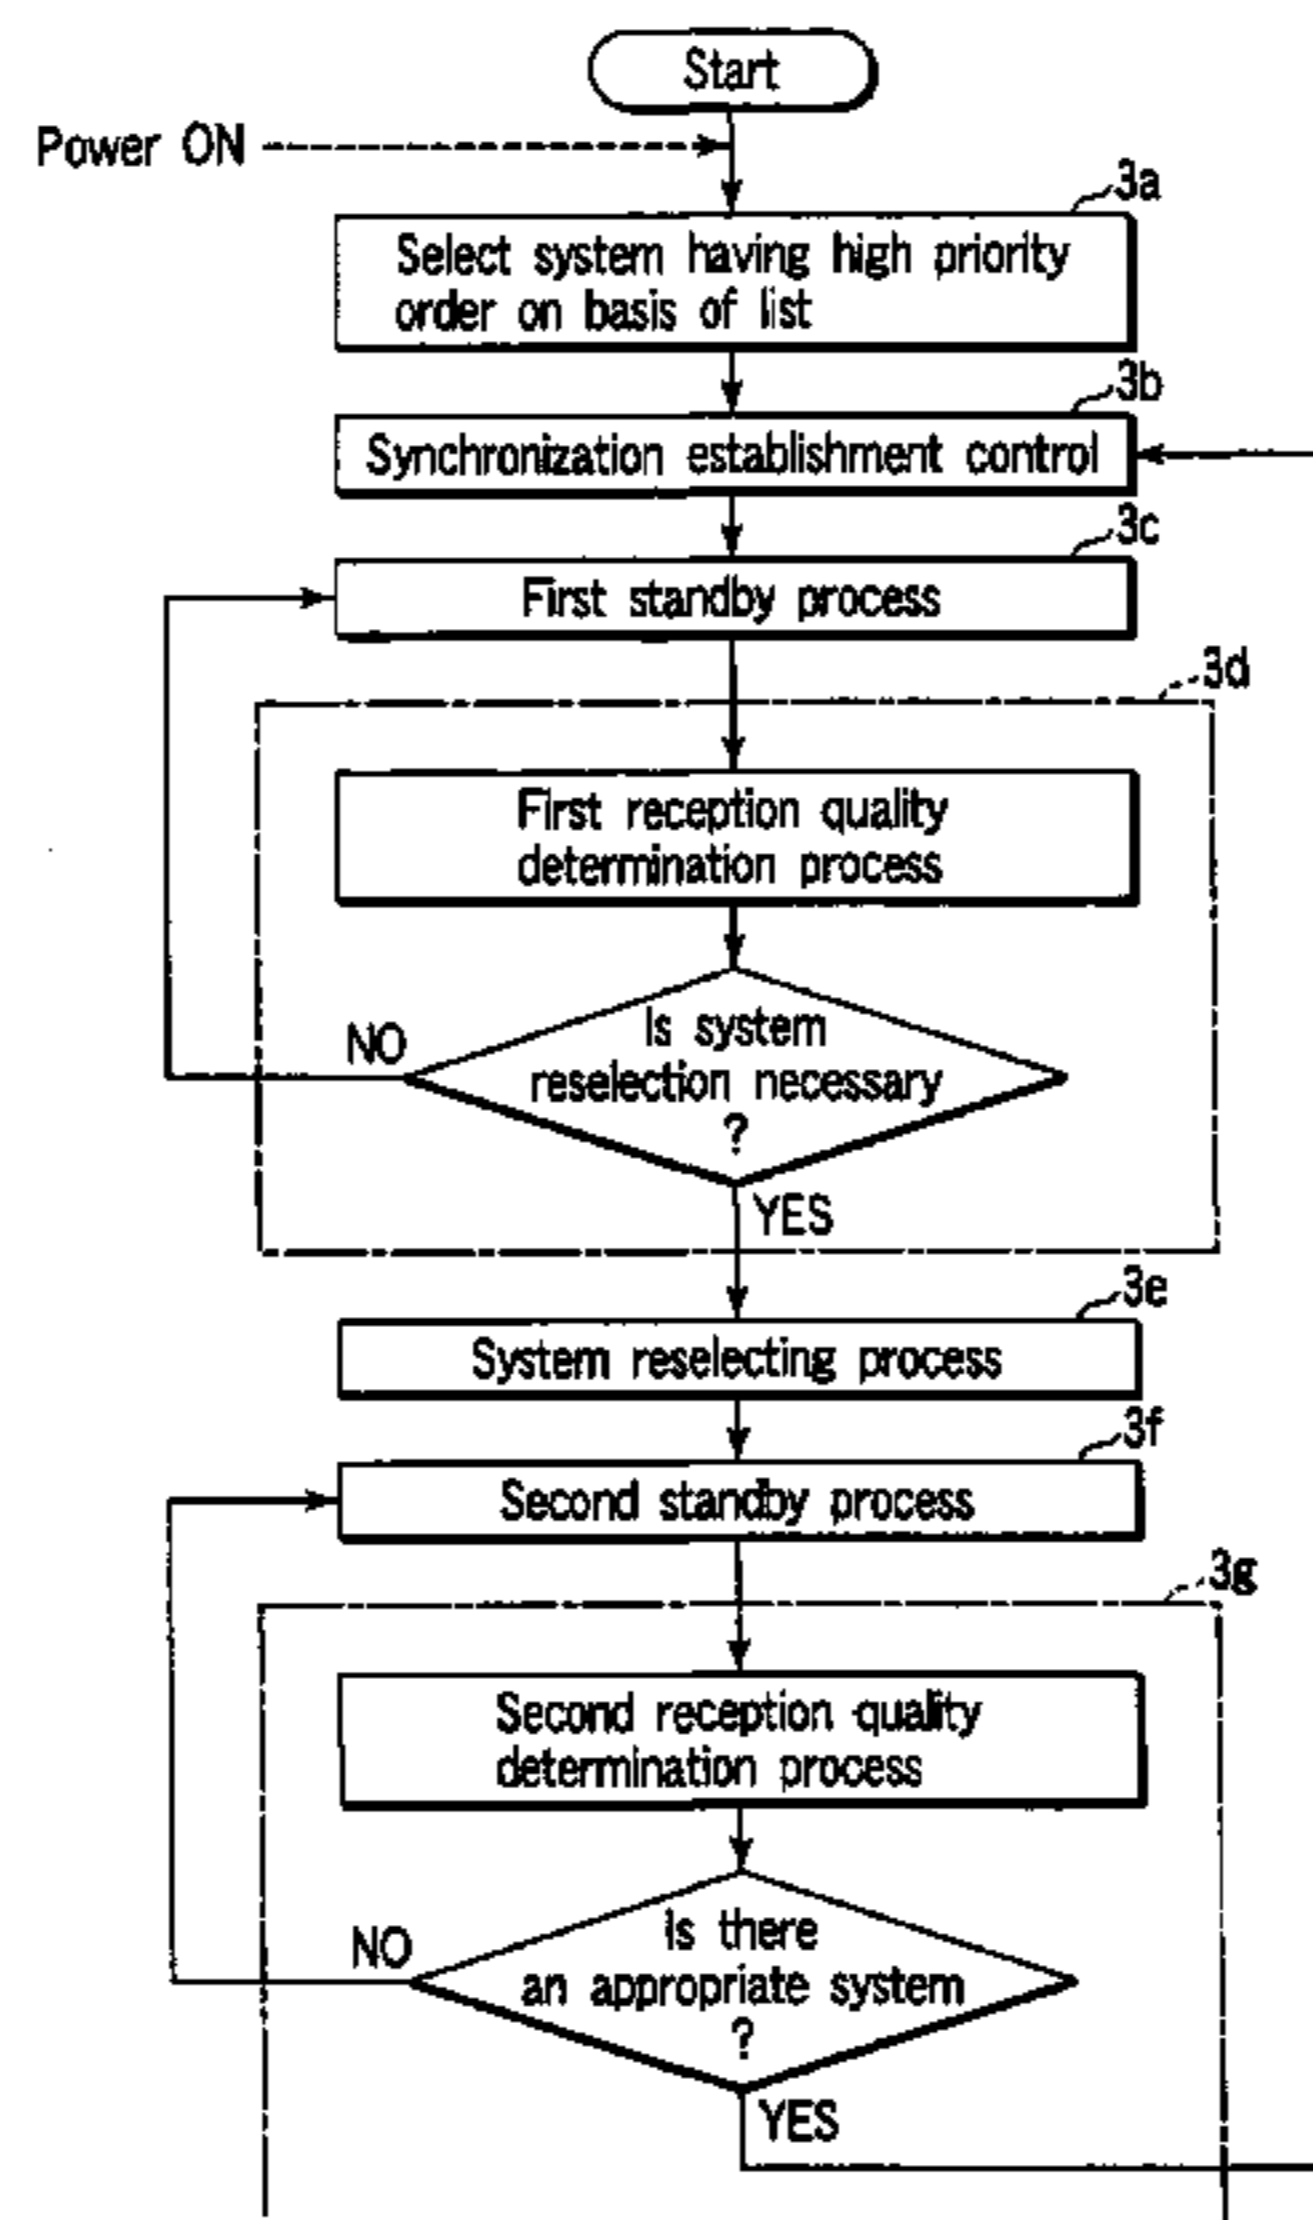 Start
Power ON
3a
Select system having high priority
order on basis of list
3b
Synchronization establishment control
3c
First standby process
3d
First reception quality
determination process
Is system
reselection necessary
?
NO
YES
3e
System reselecting process
3f
Second standby process
3g
Second reception quality
determination process
Is there
an appropriate system
?
NO
YES